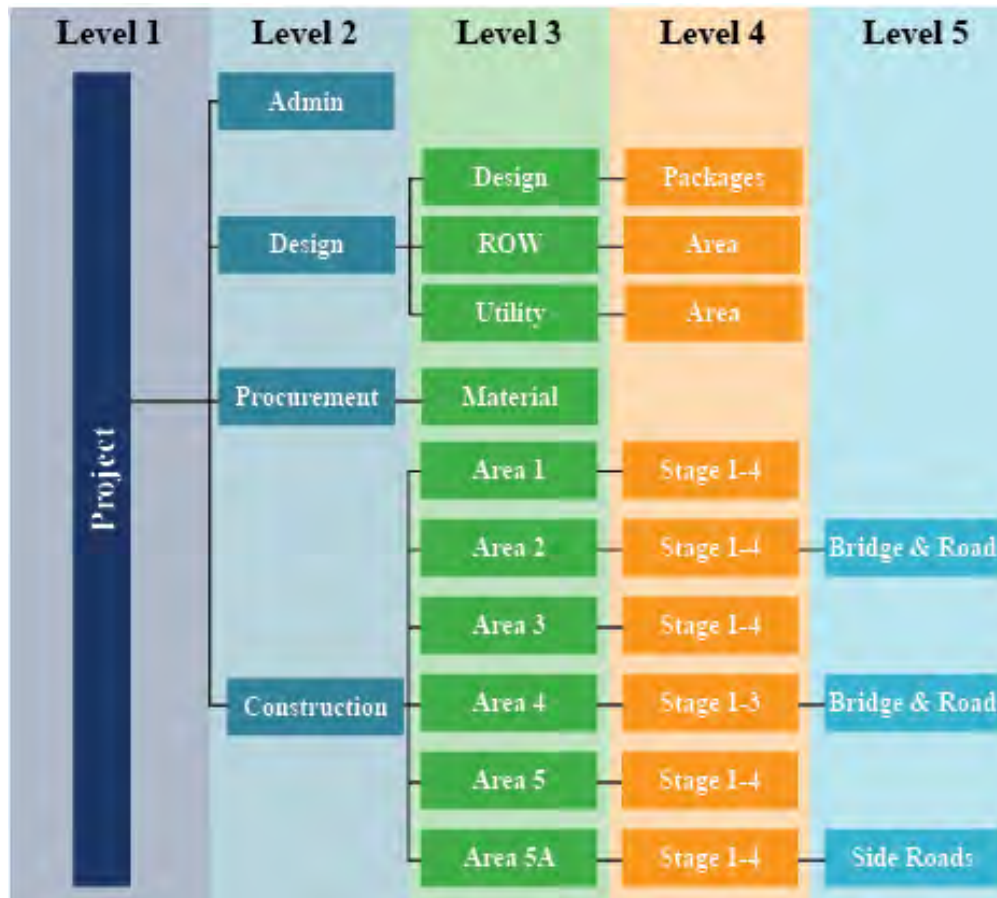 Level 1 Level 2 Level 3 Level 4 Level 5
Admin
Design Packages
Design ROW Area
Utility Area
Procurement Material
Project
Area 1 Stage 1-4
Area 2 Stage 1-4 Bridge & Road
Area 3 Stage 1-4
Construction Area 4 Stage 1-3 Bridge & Road
Area 5 Stage 1-4
Area 5A Stage 1-4 Side Roads